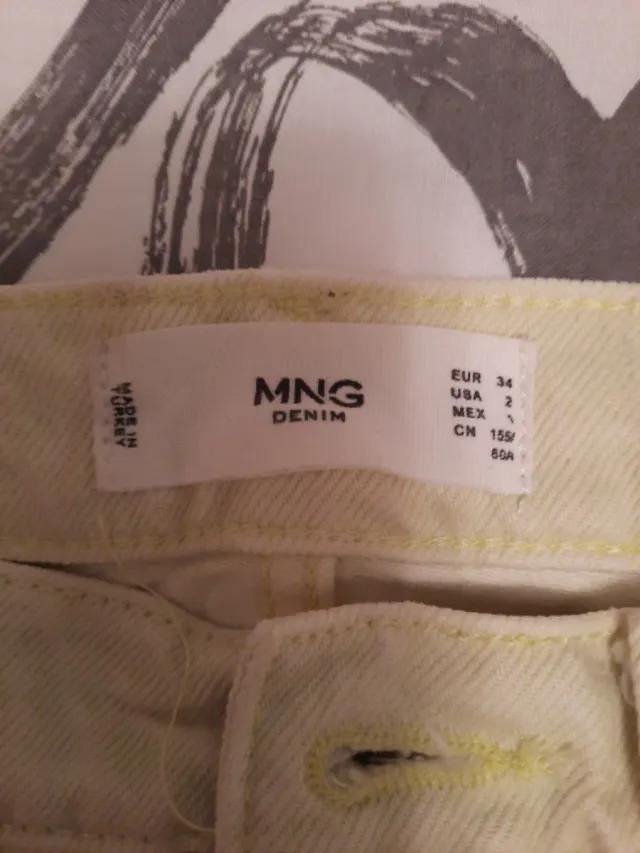 MADE IN
TURKEY
MNG
DENIM
EUR 34
USA 2
MEX
CN 155/
60A